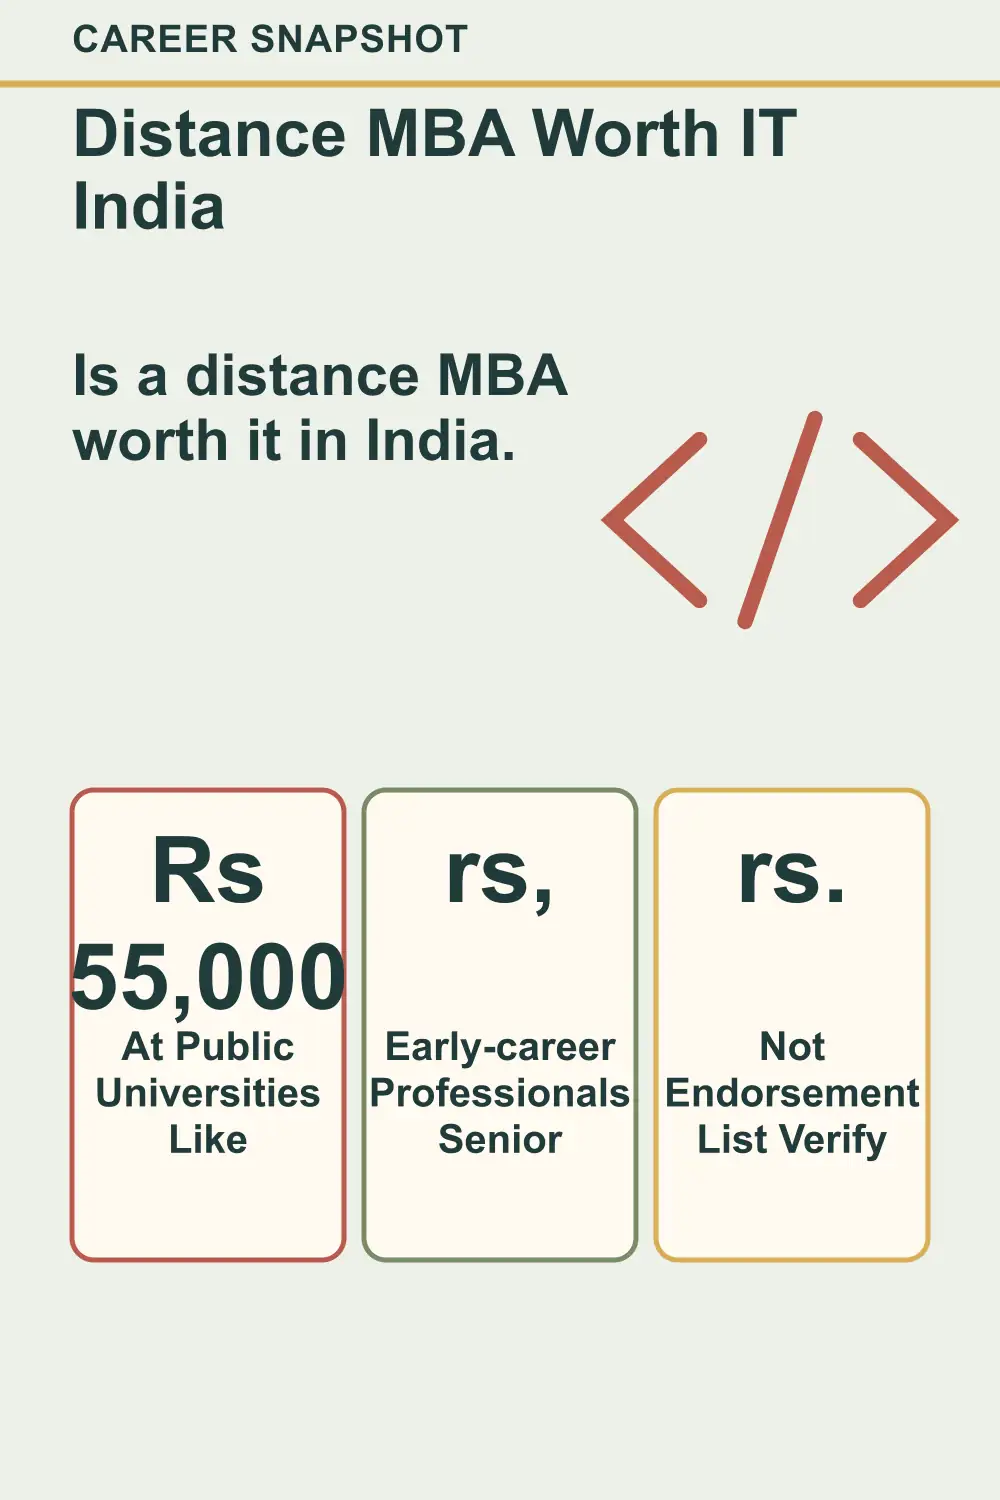 CAREER SNAPSHOT
Distance MBA Worth IT
India
Is a distance MBA
worth it in India.
</>
Rs
55,000
At Public
Universities
Like
rs,
Early-career
Professionals
Senior
rs.
Not
Endorsement
List Verify